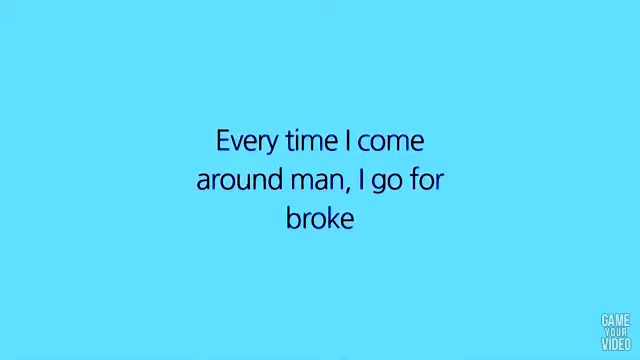 Every time I come
around man, I go for
broke
GAME
YOUR
VIDEO